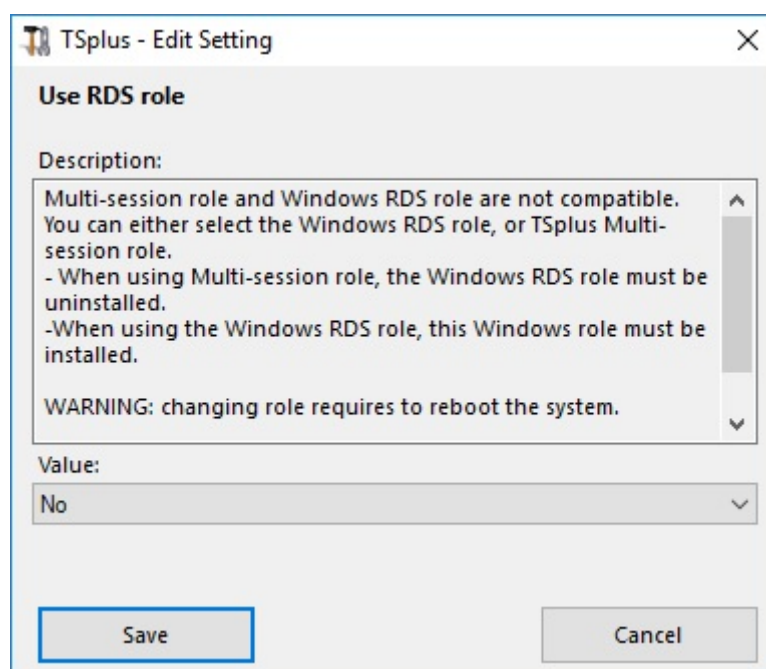 TSplus - Edit Setting
Use RDS role
Description:
Multi-session role and Windows RDS role are not compatible.
You can either select the Windows RDS role, or TSplus Multi-
session role.
- When using Multi-session role, the Windows RDS role must be
uninstalled.
-When using the Windows RDS role, this Windows role must be
installed.
WARNING: changing role requires to reboot the system.
Value:
No
Save
Cancel